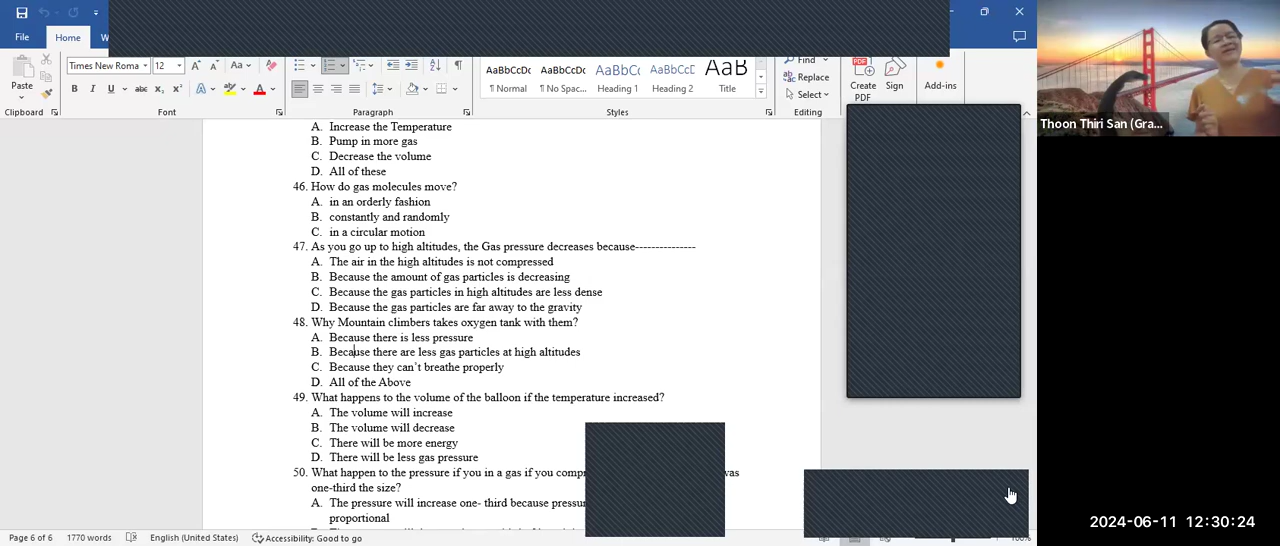 File
Home
W
Paste
Clipboard
Times New Roma
12
Font
Paragraph
AaBbCcDc AaBbCcDc AaBbCc AaBbCcD AaB
¶ Normal ¶ No Spac... Heading 1 Heading 2 Title
Styles
Find
Replace
Select
Create PDF
Sign
Add-ins
Thoon Thiri San (Gra...
A. Increase the Temperature
B. Pump in more gas
C. Decrease the volume
D. All of these
46. How do gas molecules move?
A. in an orderly fashion
B. constantly and randomly
C. in a circular motion
47. As you go up to high altitudes, the Gas pressure decreases because---------------
A. The air in the high altitudes is not compressed
B. Because the amount of gas particles is decreasing
C. Because the gas particles in high altitudes are less dense
D. Because the gas particles are far away to the gravity
48. Why Mountain climbers takes oxygen tank with them?
A. Because there is less pressure
B. Because there are less gas particles at high altitudes
C. Because they can't breathe properly
D. All of the Above
49. What happens to the volume of the balloon if the temperature increased?
A. The volume will increase
B. The volume will decrease
C. There will be more energy
D. There will be less gas pressure
50. What happen to the pressure if you in a gas if you
one-third the size?
A. The pressure will increase one- third because
proportional
Page 6 of 6 1770 words English (United States) Accessibility: Good to go
2024-06-11 12:30:24